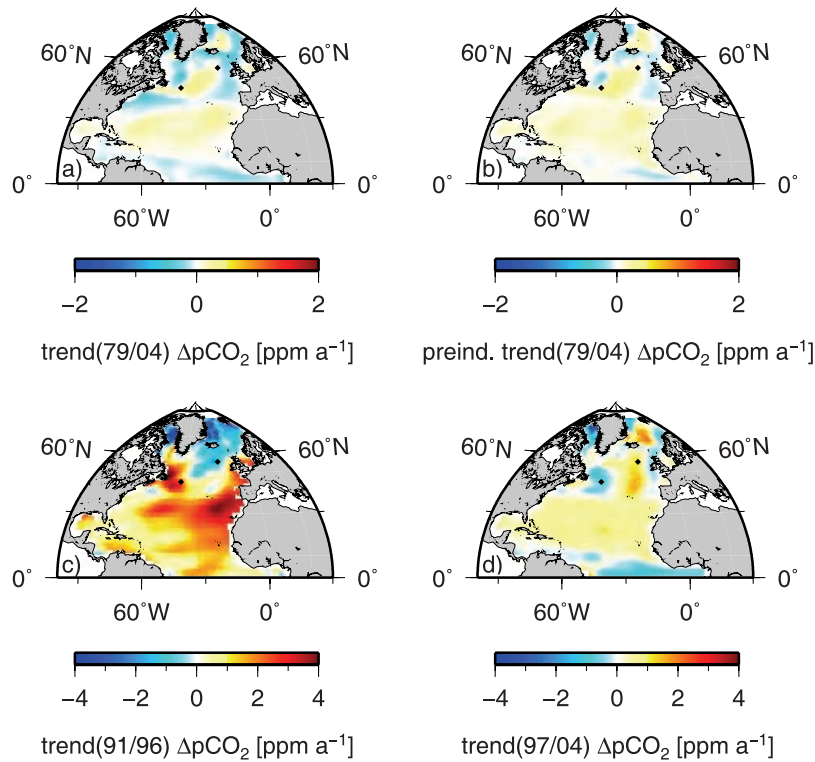 60°N
60°N
a)
0°
0°
60°W
0°
−2
0
2
trend(79/04) ΔpCO₂ [ppm a⁻¹]
60°N
60°N
b)
0°
0°
60°W
0°
−2
0
2
preind. trend(79/04) ΔpCO₂ [ppm a⁻¹]
60°N
60°N
c)
0°
0°
60°W
0°
−4
−2
0
2
4
trend(91/96) ΔpCO₂ [ppm a⁻¹]
60°N
60°N
d)
0°
0°
60°W
0°
−4
−2
0
2
4
trend(97/04) ΔpCO₂ [ppm a⁻¹]